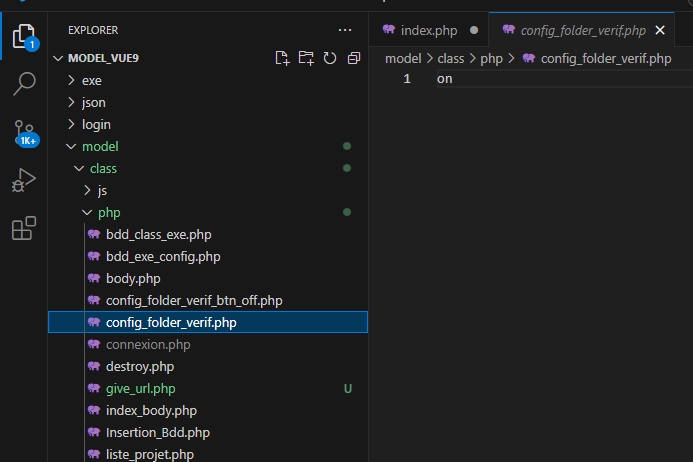 EXPLORER
MODEL_VUE9
exe
json
login
model
class
js
php
bdd_class_exe.php
bdd_exe_config.php
body.php
config_folder_verif_btn_off.php
config_folder_verif.php
connexion.php
destroy.php
give_url.php U
index_body.php
Insertion_Bdd.php
liste_projet.php
1
1K+
index.php
config_folder_verif.php
model > class > php > config_folder_verif.php
1 on